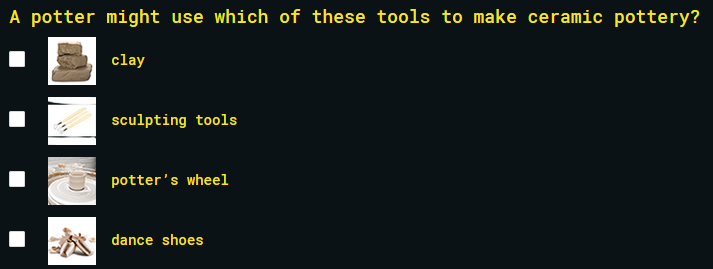 A potter might use which of these tools to make ceramic pottery?
clay
sculpting tools
potter’s wheel
dance shoes